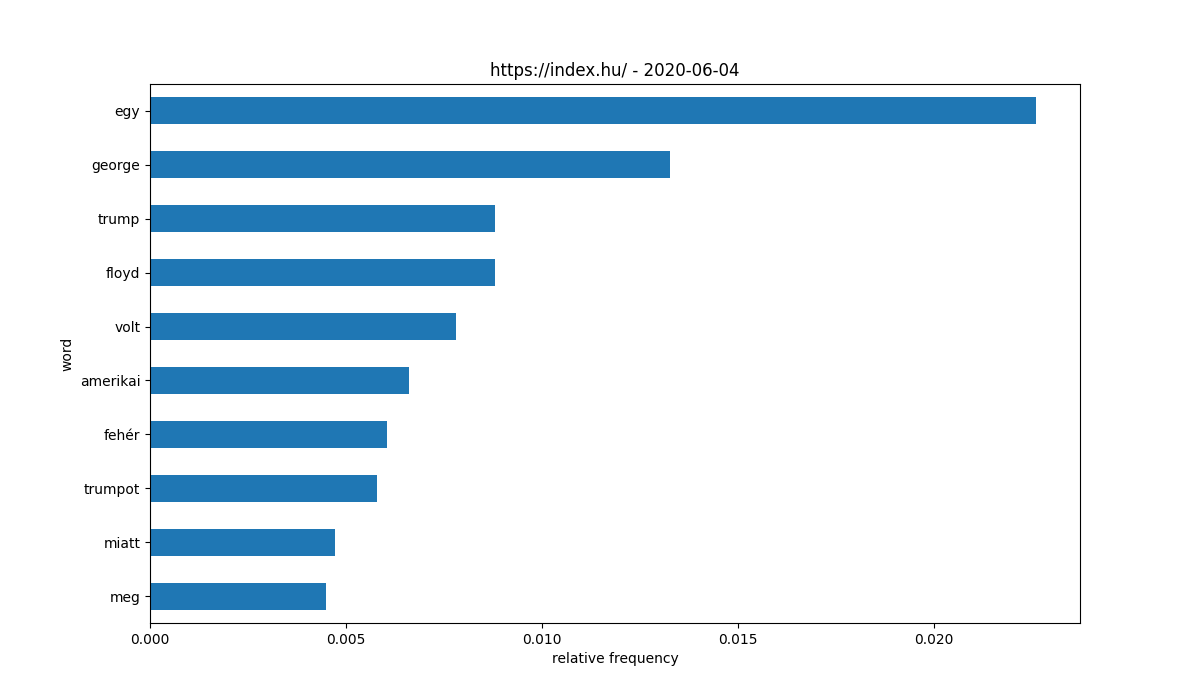 https://index.hu/ - 2020-06-04
egy
george
trump
floyd
volt
amerikai
fehér
trumpot
miatt
meg
word
0.000 0.005 0.010 0.015 0.020
relative frequency